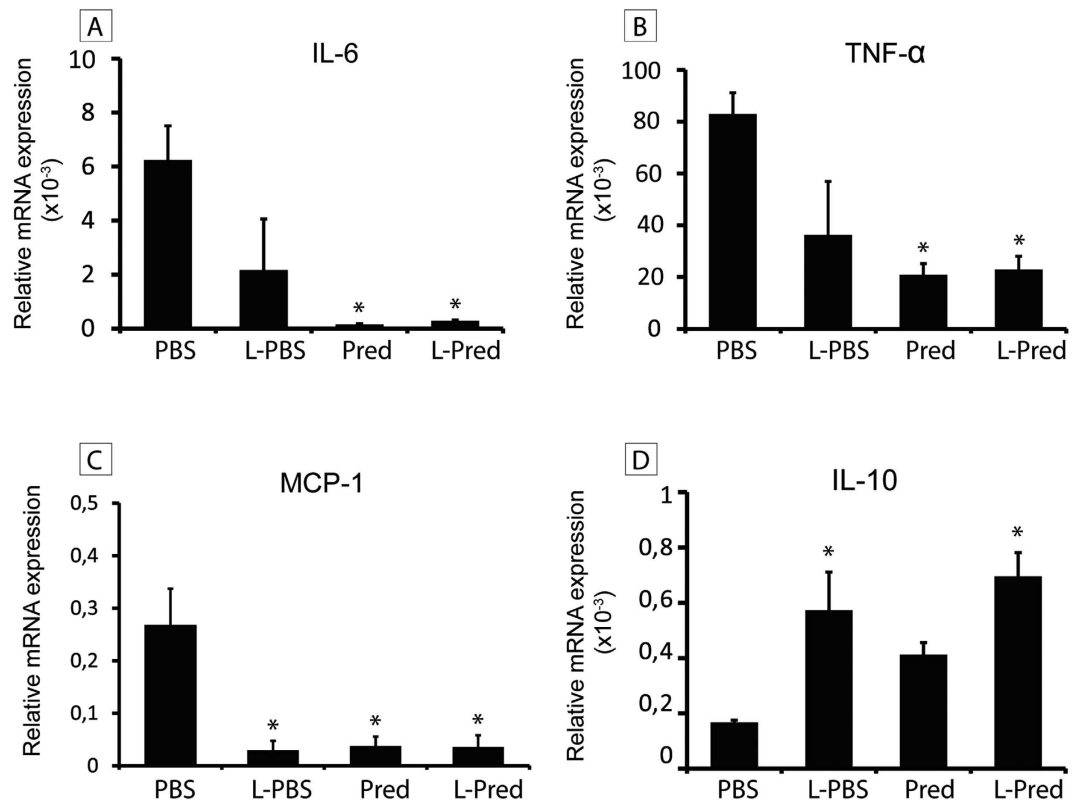 A
IL-6
Relative mRNA expression
(x10⁻³)
10
8
6
4
2
0
PBS L-PBS Pred L-Pred
* *
B
TNF-α
Relative mRNA expression
(x10⁻³)
100
80
60
40
20
0
PBS L-PBS Pred L-Pred
* *
C
MCP-1
Relative mRNA expression
0,5
0,4
0,3
0,2
0,1
0
PBS L-PBS Pred L-Pred
* * *
D
IL-10
Relative mRNA expression
(x10⁻³)
1
0,8
0,6
0,4
0,2
0
PBS L-PBS Pred L-Pred
* *